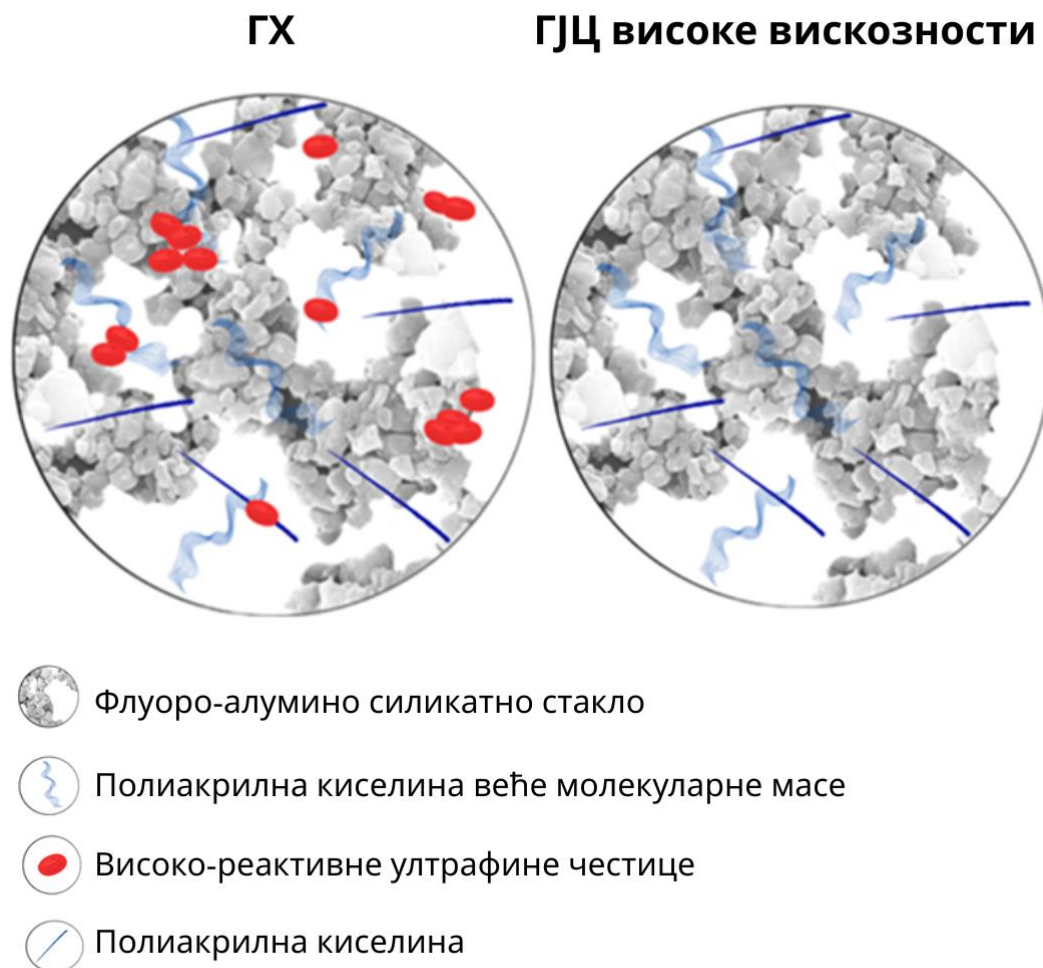 ГХ
ГЈЦ високе вискозности
Флуоро-алумино силикатно стакло
Полиакрилна киселина веће молекуларне масе
Високо-реактивне ултрафине честице
Полиакрилна киселина